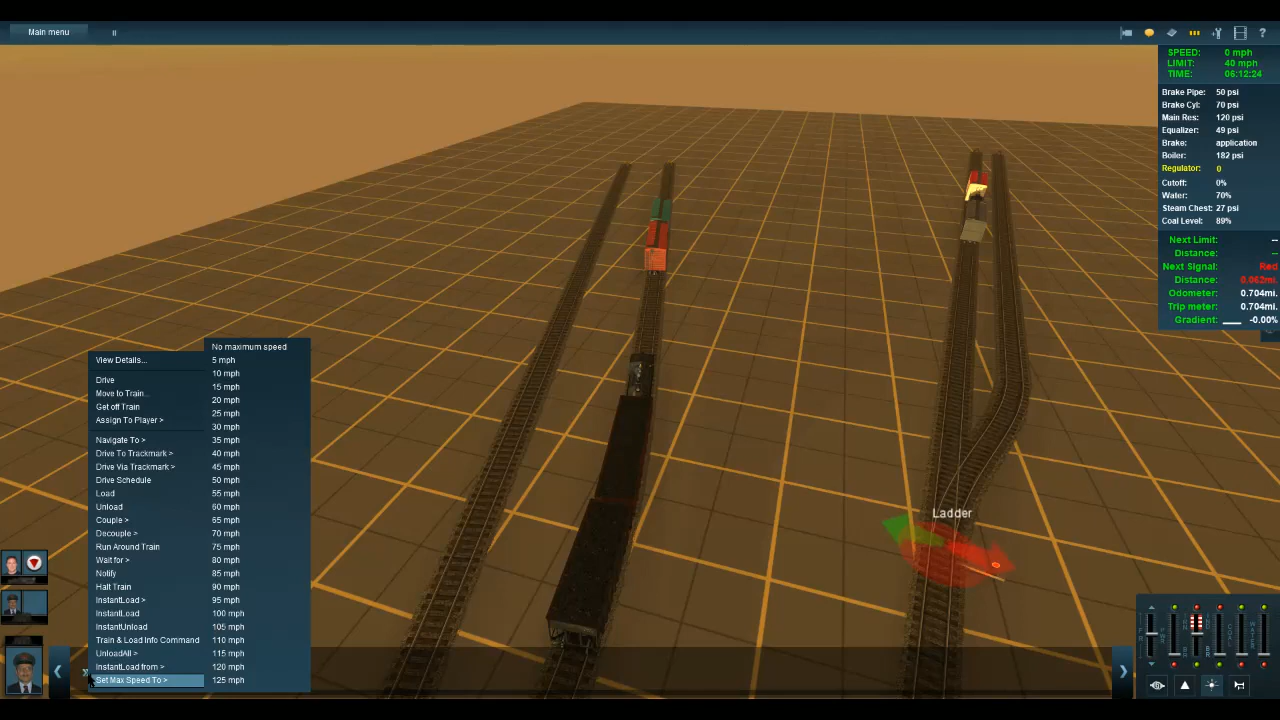 Main menu
SPEED: 0 mph
LIMIT: 40 mph
TIME: 06:12:24
Brake Pipe: 50 psi
Brake Cyl: 70 psi
Main Res: 120 psi
Equalizer: 49 psi
Brake: application
Boiler: 182 psi
Regulator: 0
Cutoff: 0%
Water: 70%
Steam Chest: 27 psi
Coal Level: 89%
Next Limit: --
Distance: --
Next Signal: Red
Distance: 0.062mi.
Odometer: 0.704mi.
Trip meter: 0.704mi.
Gradient: -0.00%
View Details...
Drive
Move to Train...
Get off Train
Assign To Player >
Navigate To >
Drive To Trackmark >
Drive Via Trackmark >
Drive Schedule
Load
Unload
Couple >
Decouple >
Run Around Train
Wait for >
Notify
Halt Train
InstantLoad >
InstantLoad
InstantUnload
Train & Load Info Command
UnloadAll >
InstantLoad from >
Set Max Speed To >
No maximum speed
5 mph
10 mph
15 mph
20 mph
25 mph
30 mph
35 mph
40 mph
45 mph
50 mph
55 mph
60 mph
65 mph
70 mph
75 mph
80 mph
85 mph
90 mph
95 mph
100 mph
105 mph
110 mph
115 mph
120 mph
125 mph
Ladder